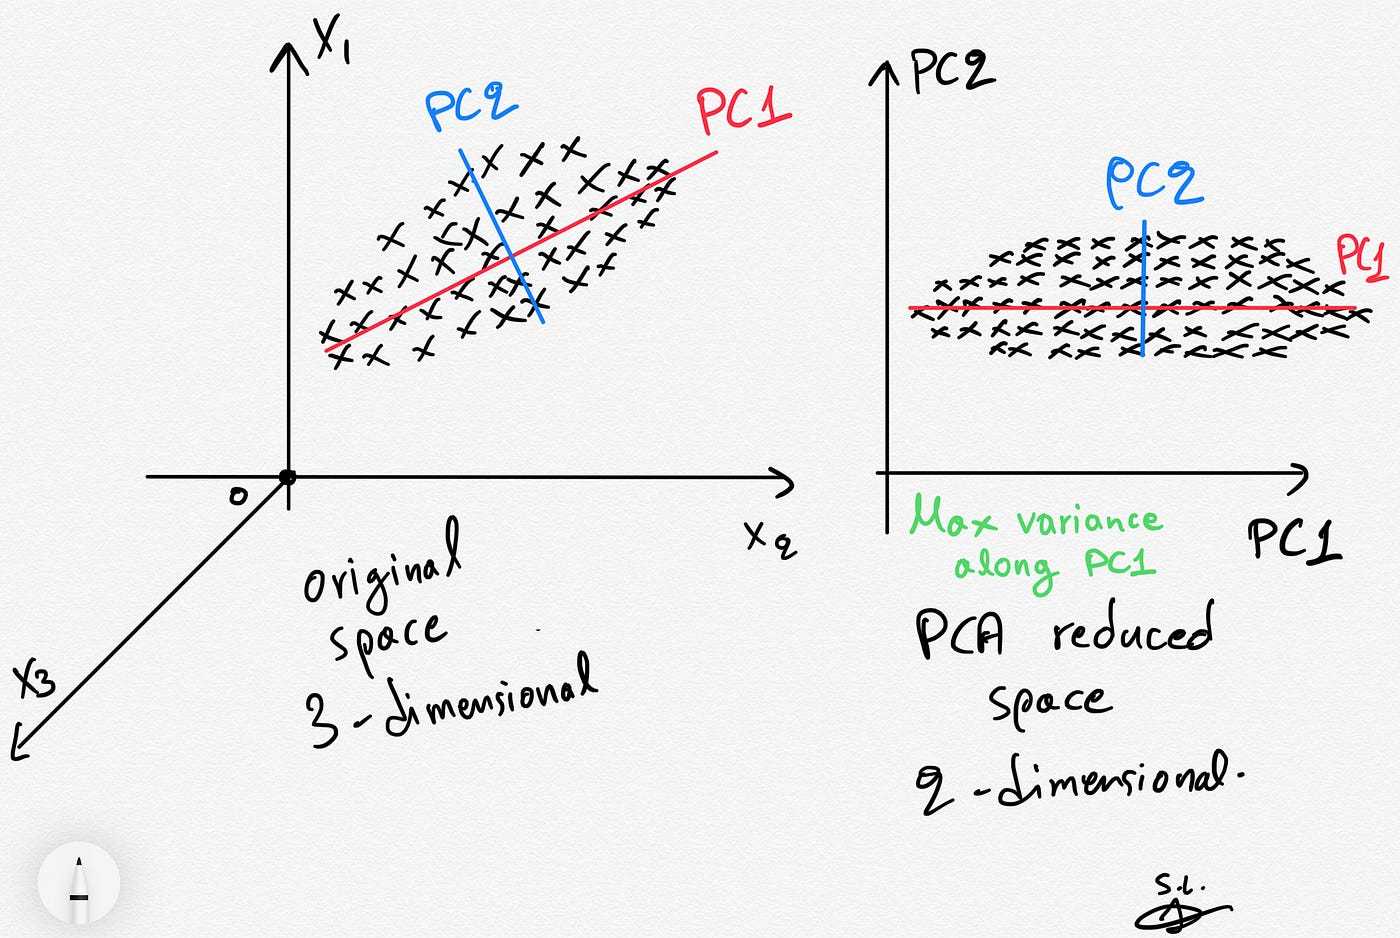 X1
PC2
PC1
0
X2
X3
original
space
3-dimensional
PC2
PC2
PC1
PC1
Max variance
along PC1
PCA reduced
space
2-dimensional.
S.L.